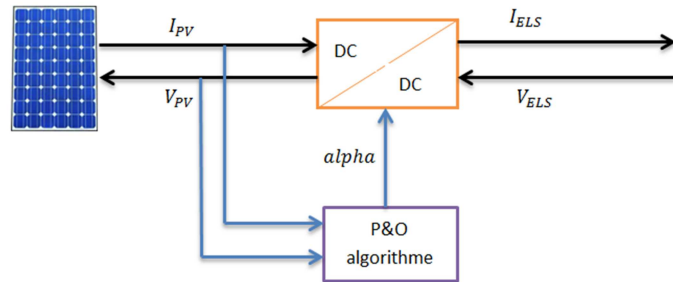 I_PV
I_ELS
DC
DC
V_PV
V_ELS
alpha
P&O
algorithme